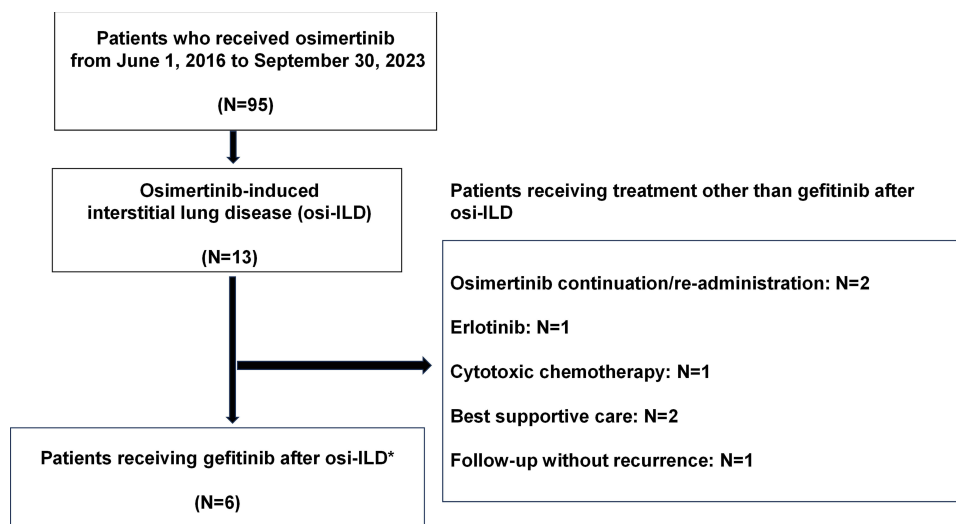 Patients who received osimertinib
from June 1, 2016 to September 30, 2023
(N=95)
Osimertinib-induced
interstitial lung disease (osi-ILD)
(N=13)
Patients receiving treatment other than gefitinib after
osi-ILD
Osimertinib continuation/re-administration: N=2
Erlotinib: N=1
Cytotoxic chemotherapy: N=1
Best supportive care: N=2
Follow-up without recurrence: N=1
Patients receiving gefitinib after osi-ILD*
(N=6)